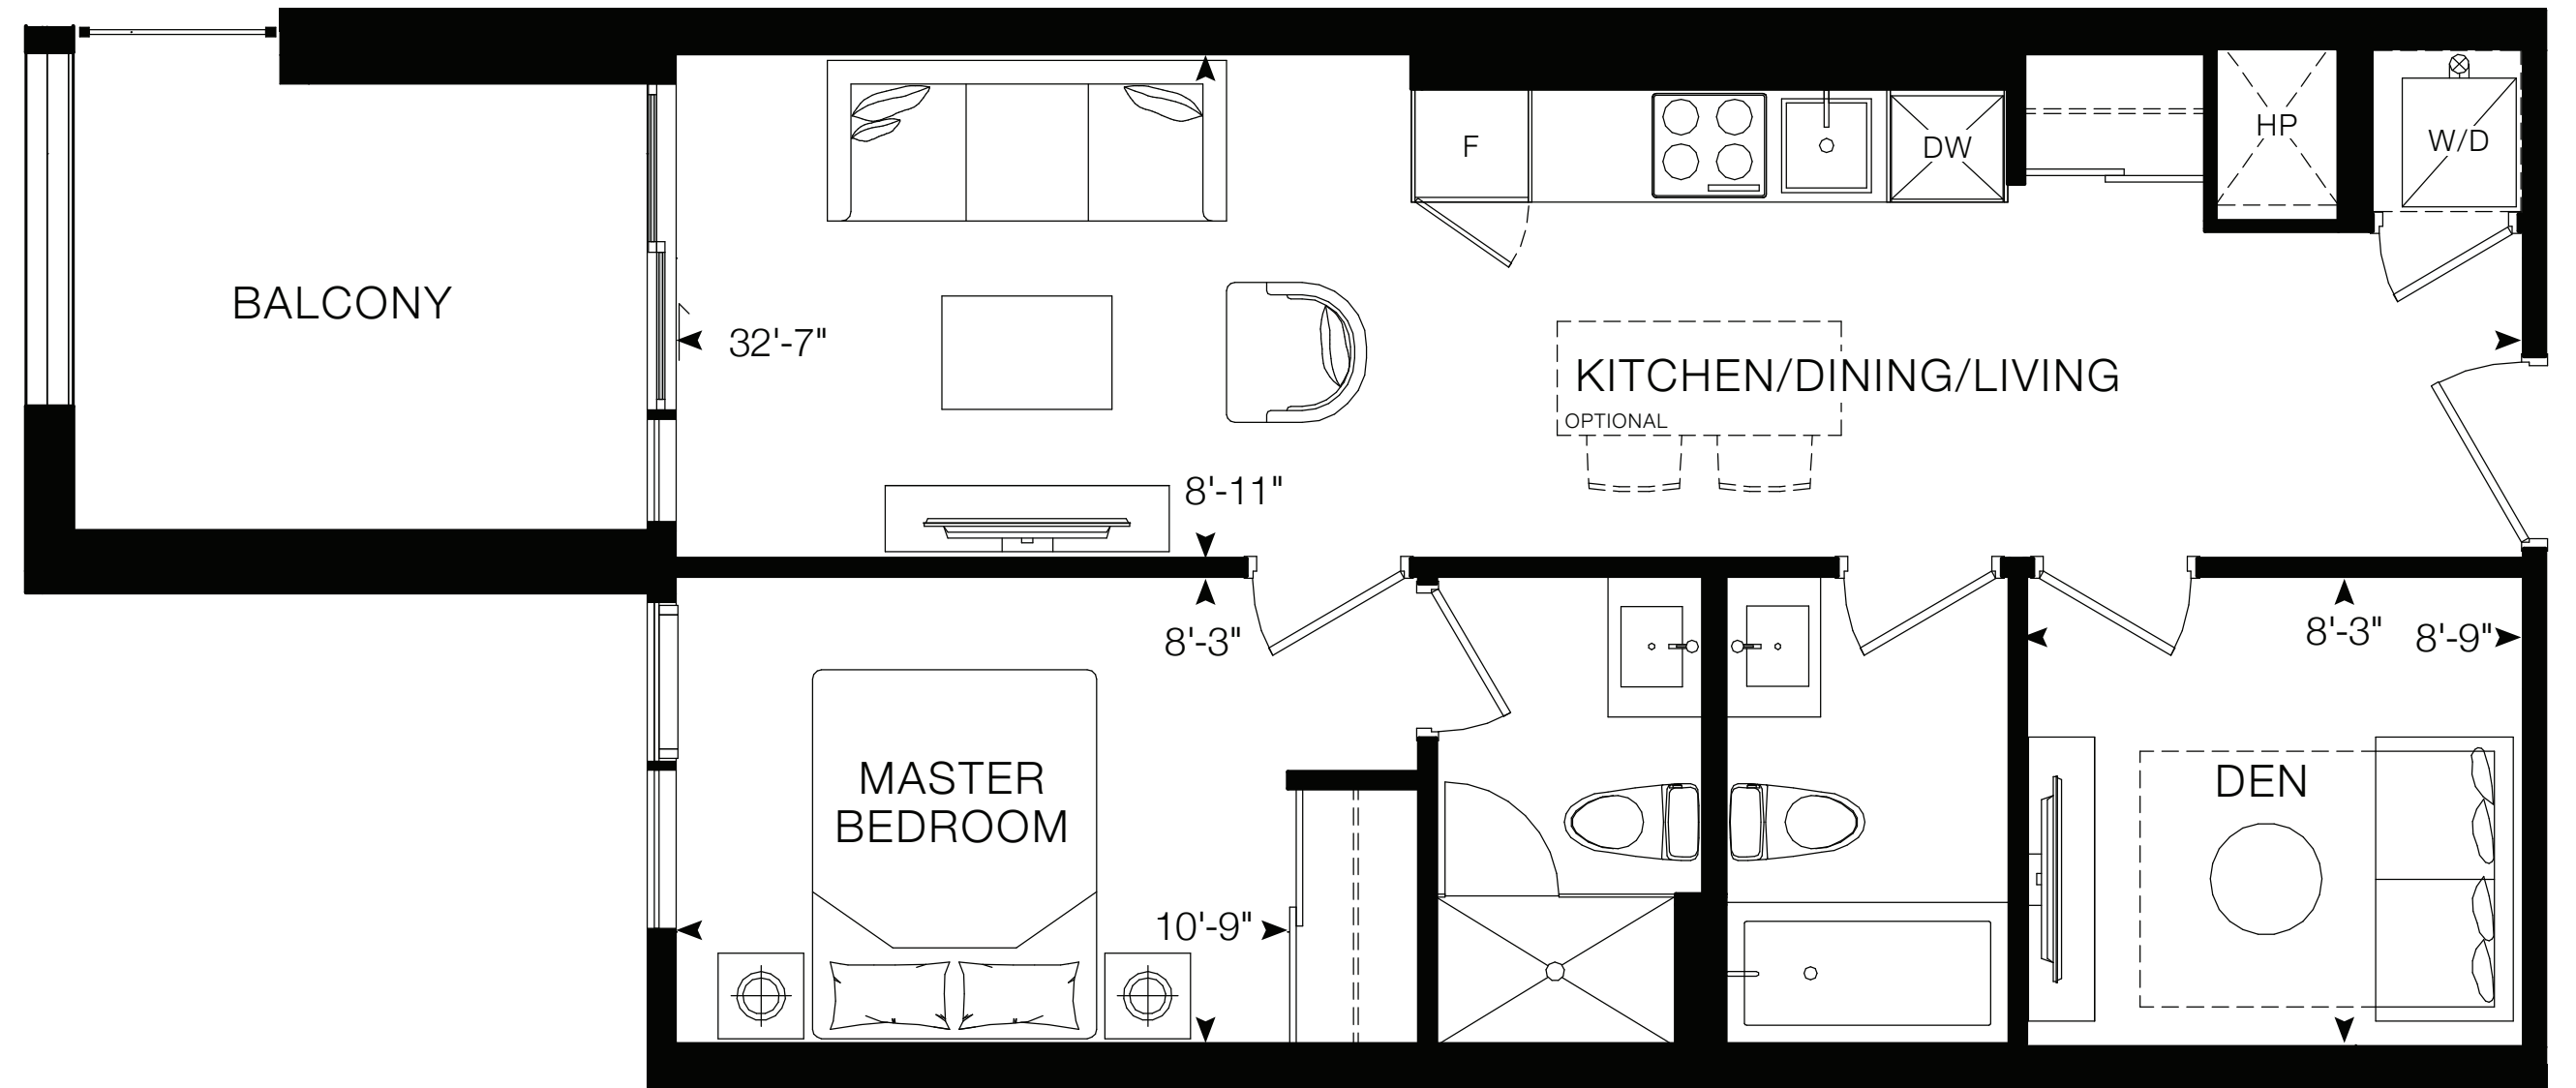 F
DW
HP
W/D
BALCONY
32'-7"
KITCHEN/DINING/LIVING
OPTIONAL
8'-11"
8'-3"
8'-3"
8'-9"
MASTER
BEDROOM
DEN
10'-9"